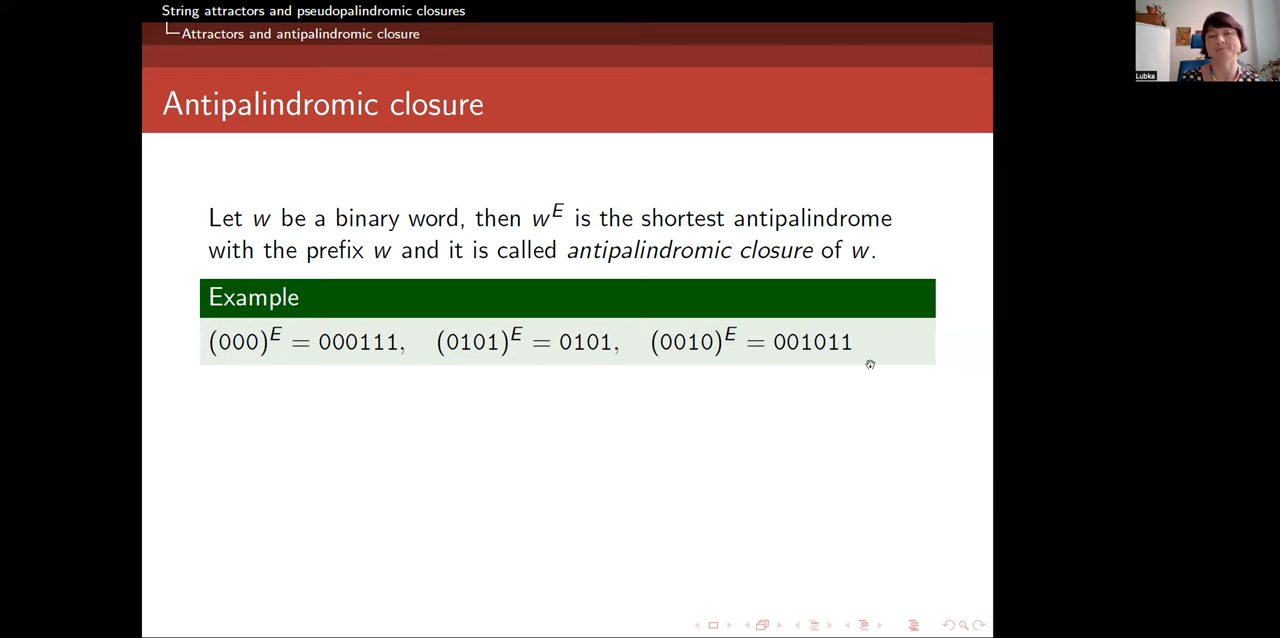 String attractors and pseudopalindromic closures
Attractors and antipalindromic closure
Lubka
Antipalindromic closure
Let w be a binary word, then w^E is the shortest antipalindrome
with the prefix w and it is called antipalindromic closure of w.
Example
(000)^E = 000111, (0101)^E = 0101, (0010)^E = 001011